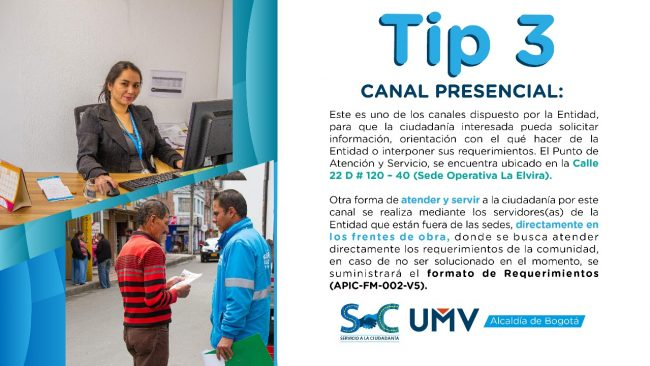 Tip 3
CANAL PRESENCIAL:
Este es uno de los canales dispuesto por la Entidad,
para que la ciudadanía interesada pueda solicitar
información, orientación con el qué hacer de la
Entidad o interponer sus requerimientos. El Punto de
Atención y Servicio, se encuentra ubicado en la Calle
22 D # 120 – 40 (Sede Operativa La Elvira).
Otra forma de atender y servir a la ciudadanía por este
canal se realiza mediante los servidores(as) de la
Entidad que están fuera de las sedes, directamente en
los frentes de obra, donde se busca atender
directamente los requerimientos de la comunidad,
en caso de no ser solucionado en el momento, se
suministrará el formato de Requerimientos
(APIC-FM-002-V5).
SC UMV Alcaldía de Bogotá
SERVICIO A LA CIUDADANÍA